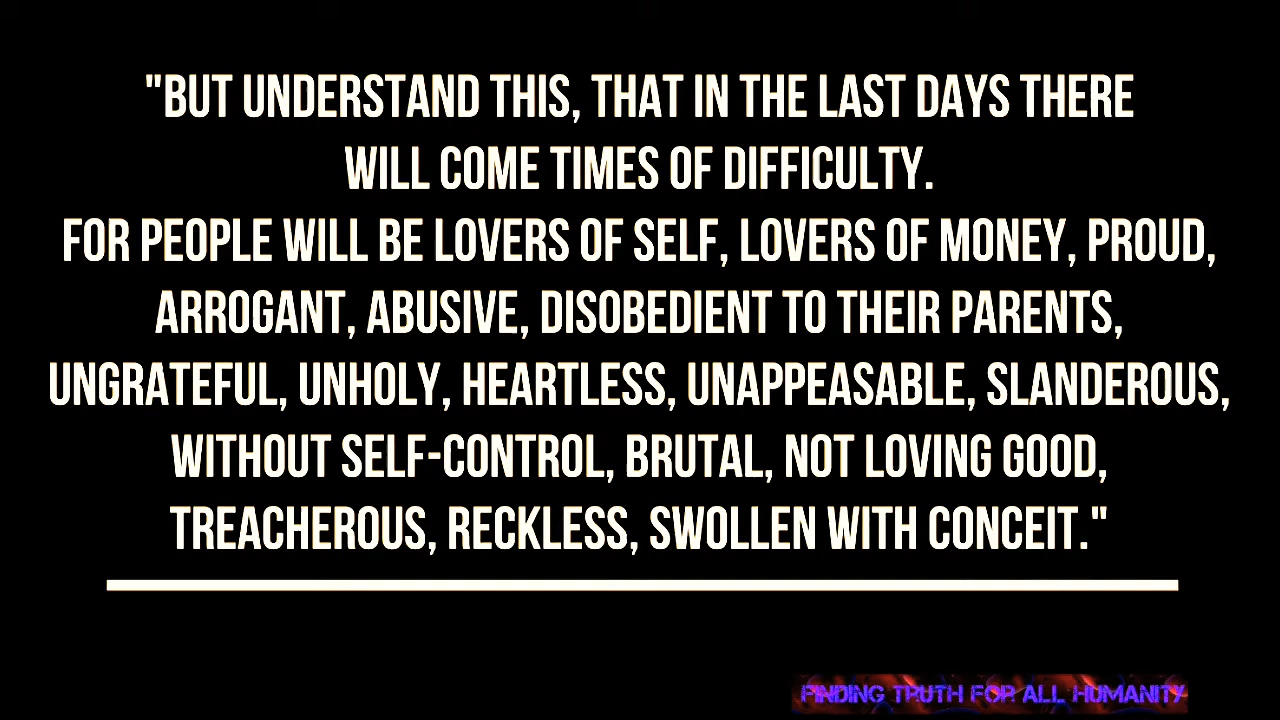 "BUT UNDERSTAND THIS, THAT IN THE LAST DAYS THERE
WILL COME TIMES OF DIFFICULTY.
FOR PEOPLE WILL BE LOVERS OF SELF, LOVERS OF MONEY, PROUD,
ARROGANT, ABUSIVE, DISOBEDIENT TO THEIR PARENTS,
UNGRATEFUL, UNHOLY, HEARTLESS, UNAPPEASABLE, SLANDEROUS,
WITHOUT SELF-CONTROL, BRUTAL, NOT LOVING GOOD,
TREACHEROUS, RECKLESS, SWOLLEN WITH CONCEIT."
FINDING TRUTH FOR ALL HUMANITY